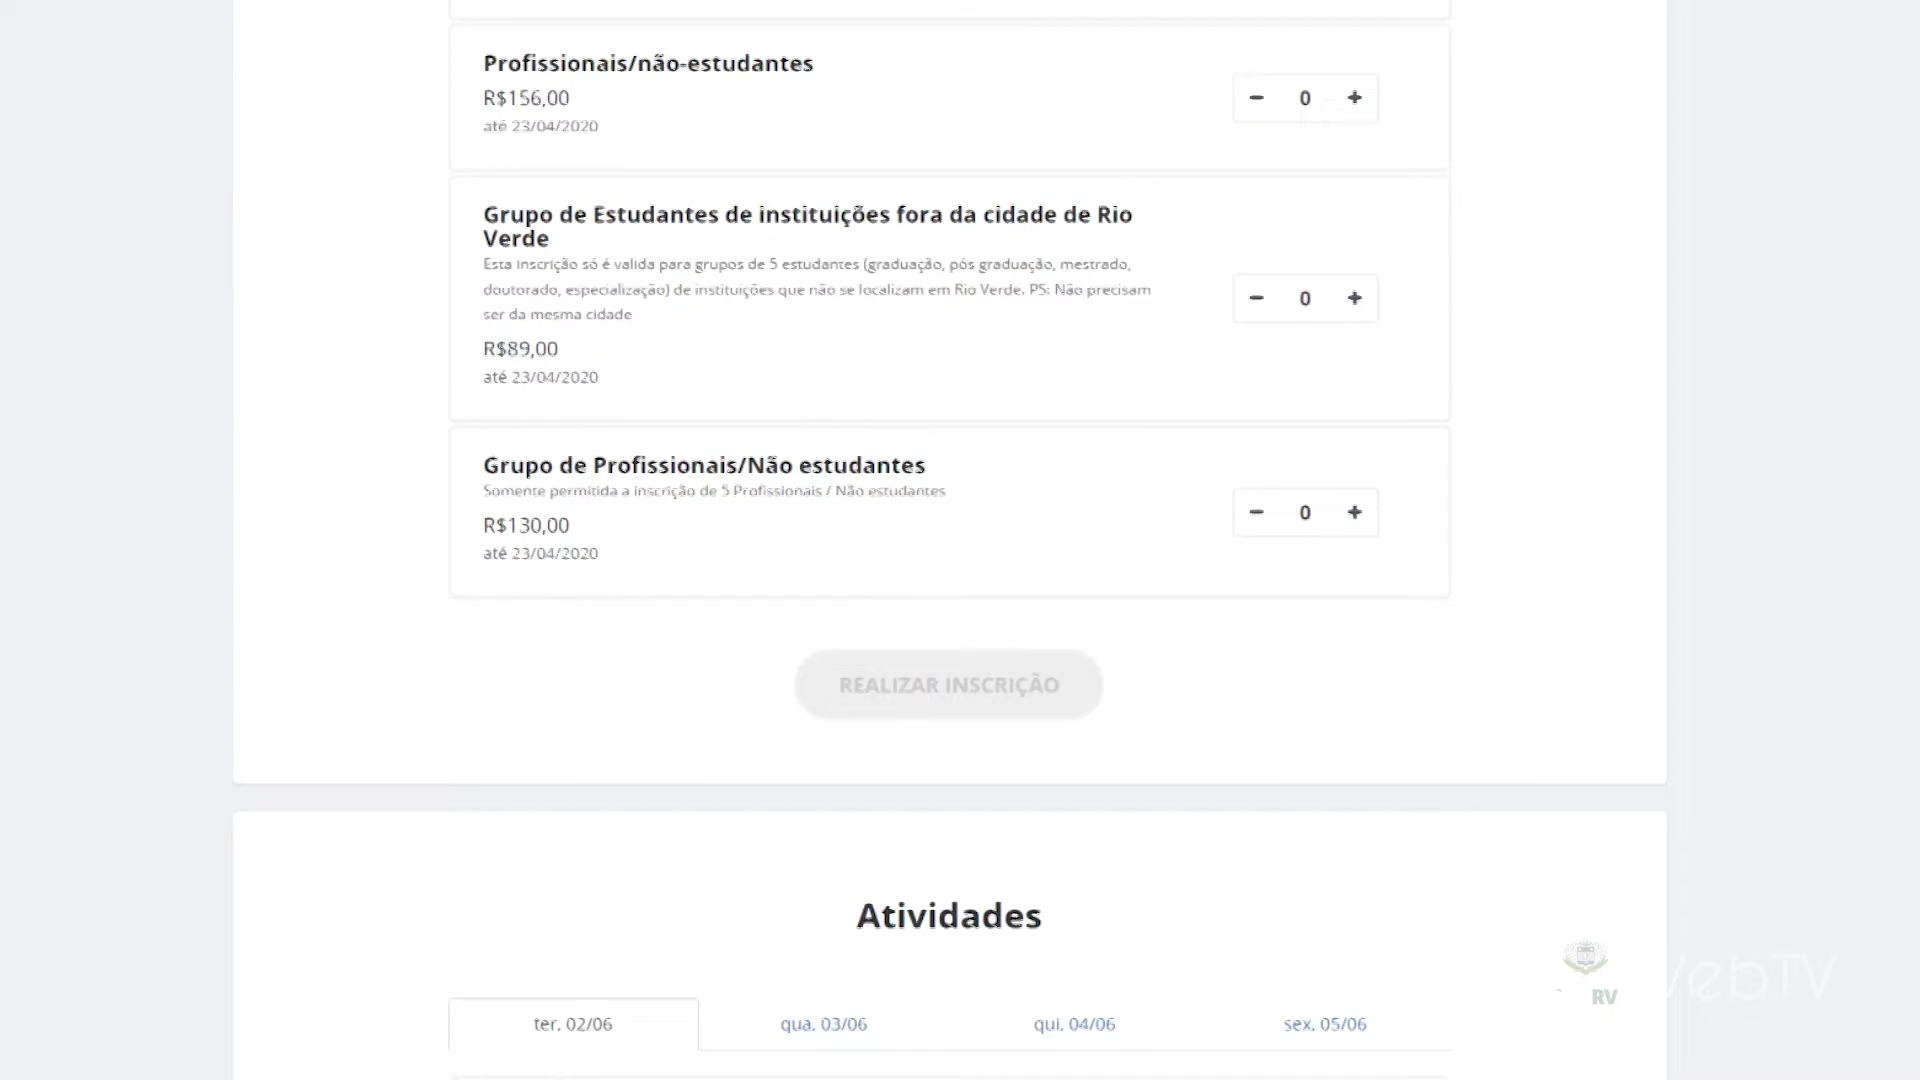 Profissionais/não-estudantes
R$156,00
até 23/04/2020
− 0 +
Grupo de Estudantes de instituições fora da cidade de Rio
Verde
Esta inscrição só é valida para grupos de 5 estudantes (graduação, pós graduação, mestrado,
doutorado, especialização) de instituições que não se localizam em Rio Verde. PS: Não precisam
ser da mesma cidade
R$89,00
até 23/04/2020
− 0 +
Grupo de Profissionais/Não estudantes
Somente permitida a inscrição de 5 Profissionais / Não estudantes
R$130,00
até 23/04/2020
− 0 +
REALIZAR INSCRIÇÃO
Atividades
RV
WebTV
ter, 02/06
qua, 03/06
qui, 04/06
sex, 05/06